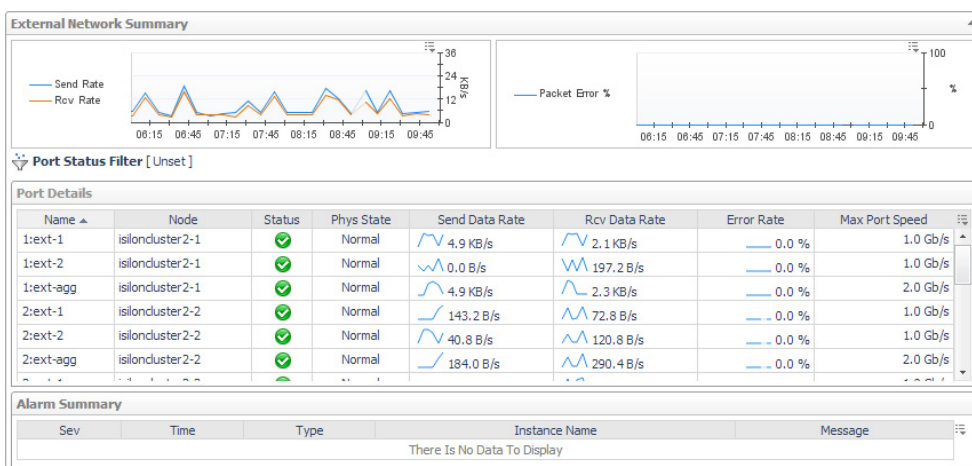 External Network Summary
Send Rate
Rcv Rate
36
24
12
0
KB/s
06:15 06:45 07:15 07:45 08:15 08:45 09:15 09:45
Packet Error %
100
0
%
06:15 06:45 07:15 07:45 08:15 08:45 09:15 09:45
Port Status Filter [ Unset ]
Port Details
Name Node Status Phys State Send Data Rate Rcv Data Rate Error Rate Max Port Speed
1:ext-1 isiloncluster2-1 Normal 4.9 KB/s 2.1 KB/s 0.0 % 1.0 Gb/s
1:ext-2 isiloncluster2-1 Normal 0.0 B/s 197.2 B/s 0.0 % 1.0 Gb/s
1:ext-agg isiloncluster2-1 Normal 4.9 KB/s 2.3 KB/s 0.0 % 2.0 Gb/s
2:ext-1 isiloncluster2-2 Normal 143.2 B/s 72.8 B/s 0.0 % 1.0 Gb/s
2:ext-2 isiloncluster2-2 Normal 40.8 B/s 120.8 B/s 0.0 % 1.0 Gb/s
2:ext-agg isiloncluster2-2 Normal 184.0 B/s 290.4 B/s 0.0 % 2.0 Gb/s
Alarm Summary
Sev Time Type Instance Name Message
There Is No Data To Display